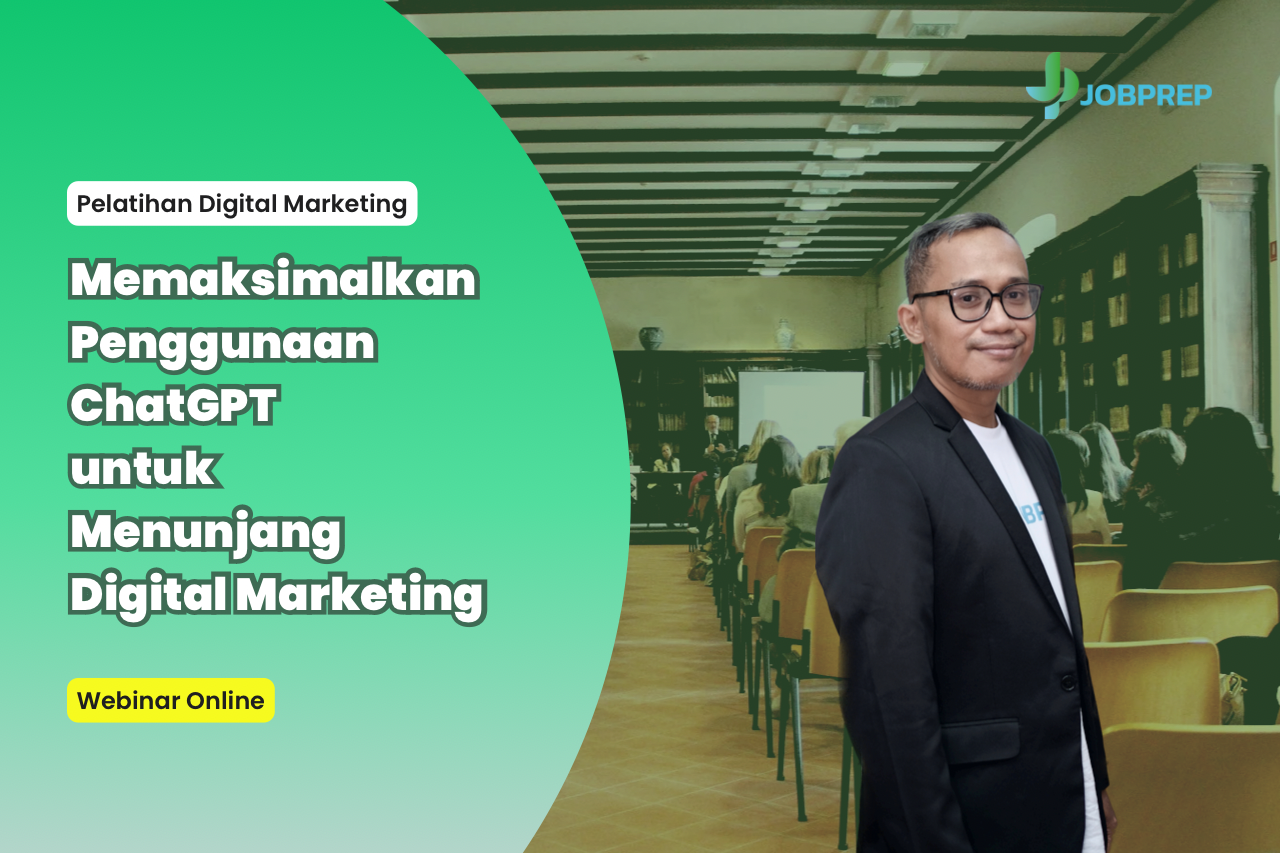 JOBPREP
Pelatihan Digital Marketing
Memaksimalkan
Penggunaan
ChatGPT
untuk
Menunjang
Digital Marketing
Webinar Online